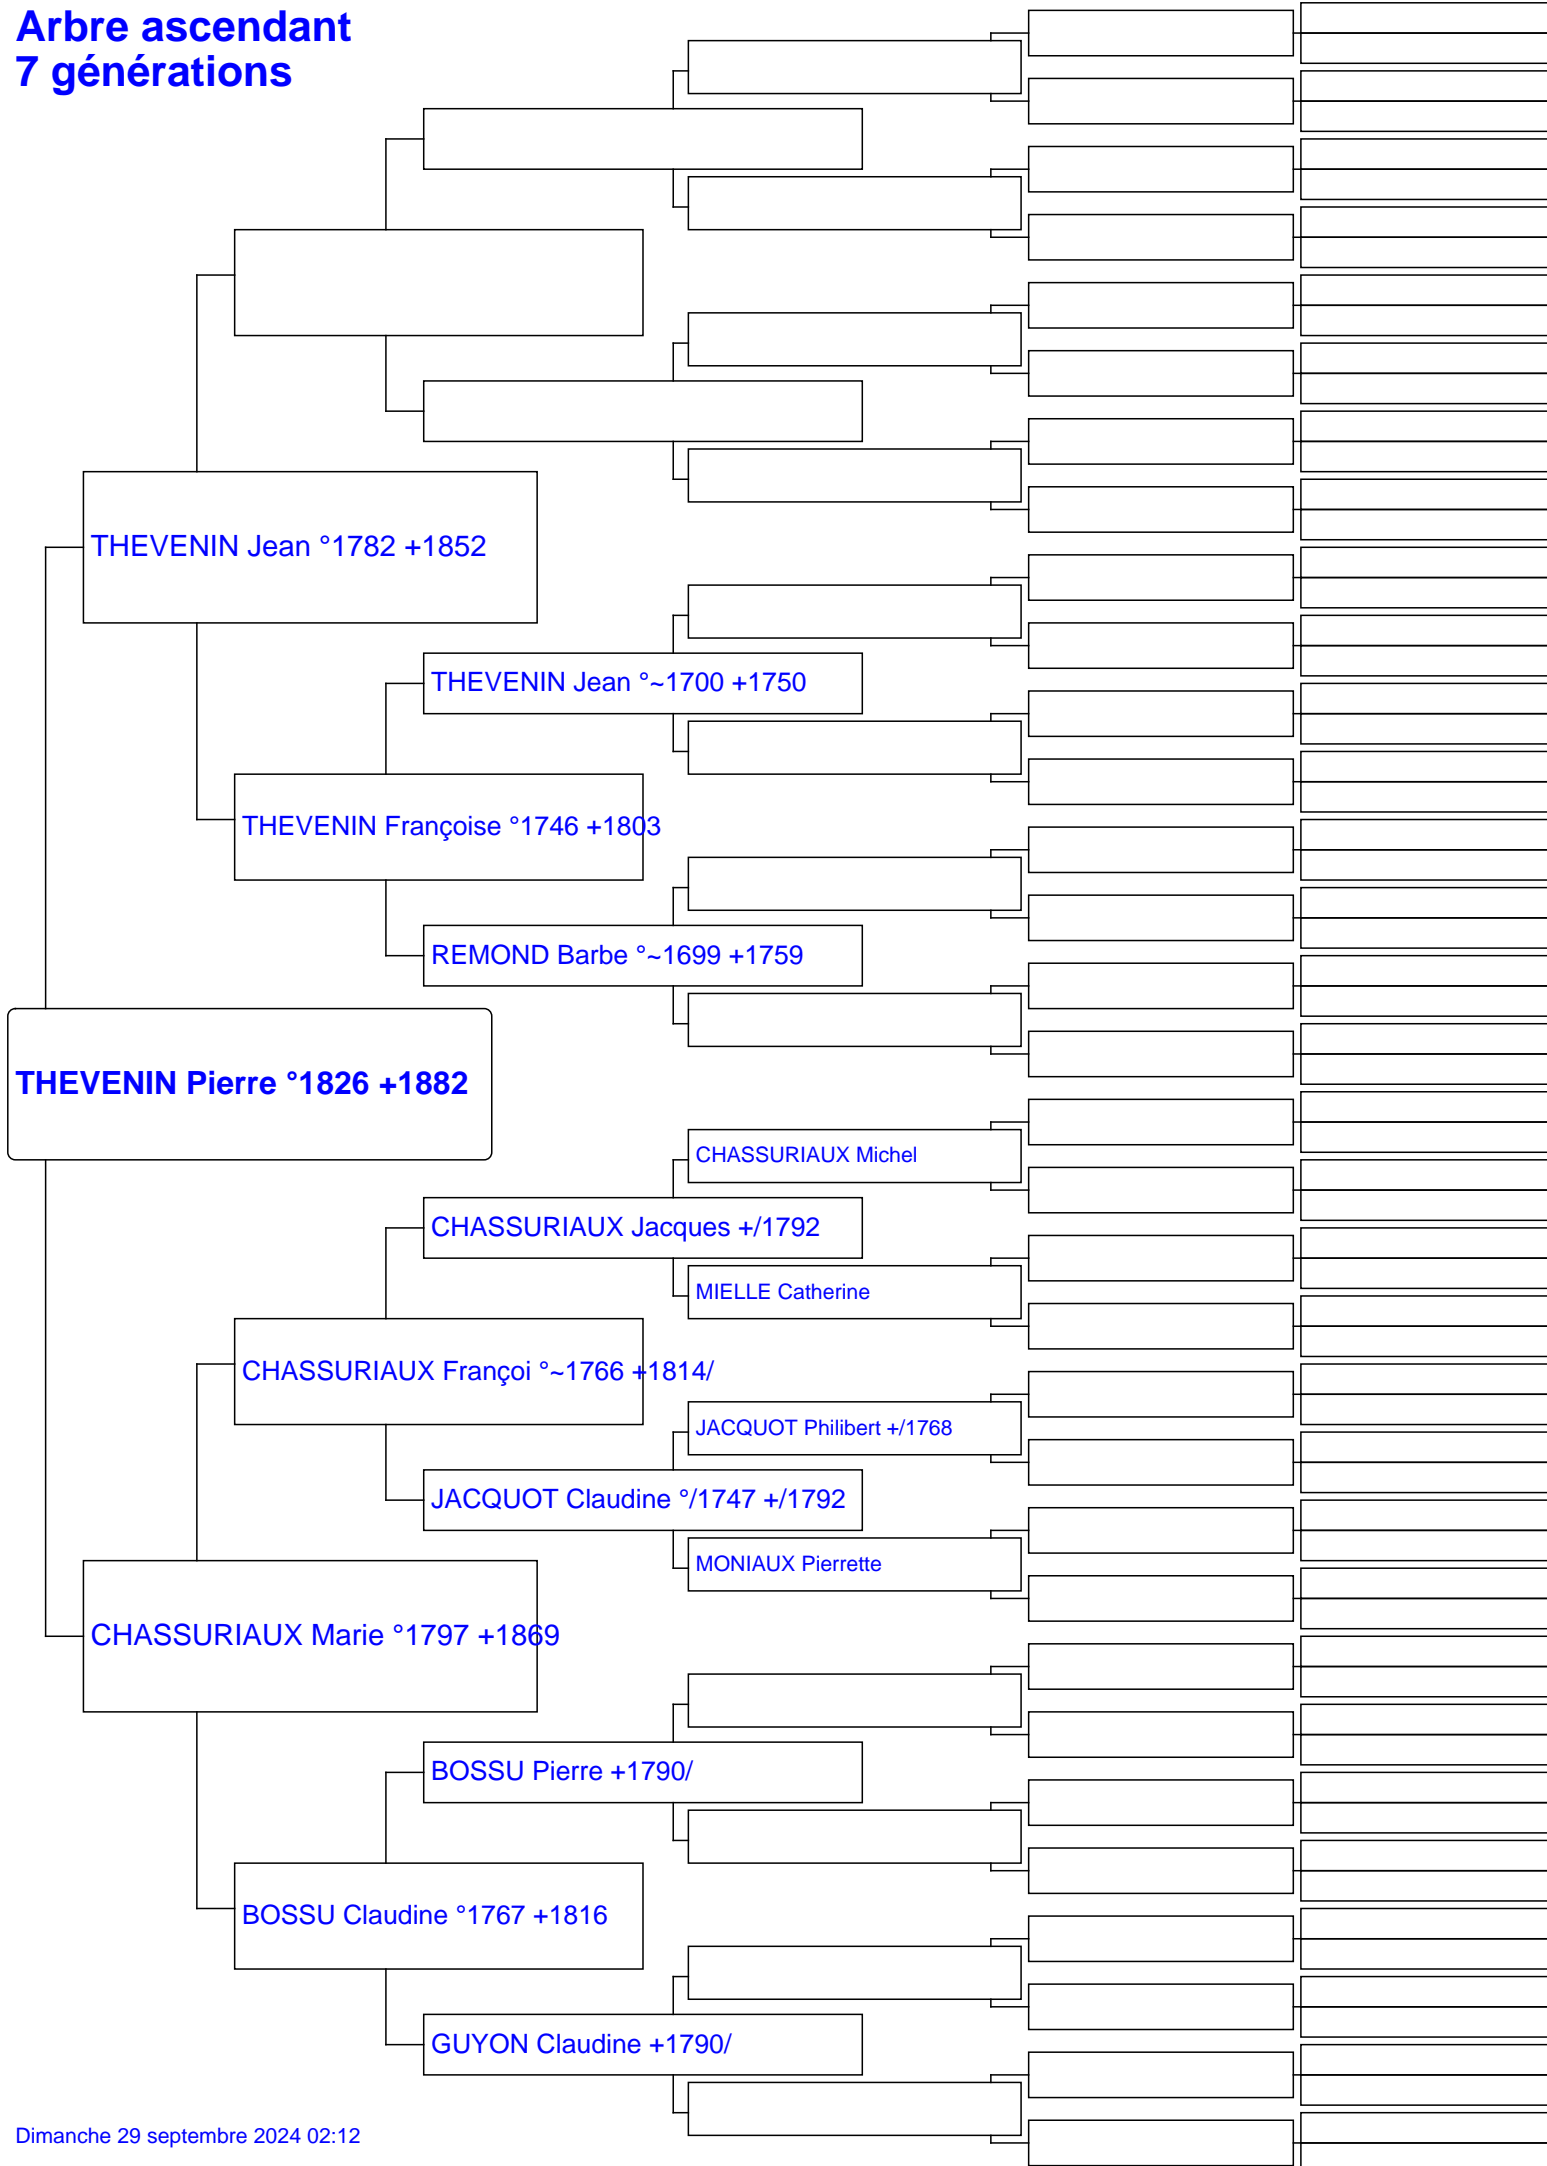 Arbre ascendant
7 générations
THEVENIN Jean °1782 +1852
THEVENIN Jean °~1700 +1750
THEVENIN Françoise °1746 +1803
REMOND Barbe °~1699 +1759
THEVENIN Pierre °1826 +1882
CHASSURIAUX Michel
CHASSURIAUX Jacques +/1792
MIELLE Catherine
CHASSURIAUX Françoi °~1766 +1814/
JACQUOT Philibert +/1768
JACQUOT Claudine °/1747 +/1792
MONIAUX Pierrette
CHASSURIAUX Marie °1797 +1869
BOSSU Pierre +1790/
BOSSU Claudine °1767 +1816
GUYON Claudine +1790/
Dimanche 29 septembre 2024 02:12